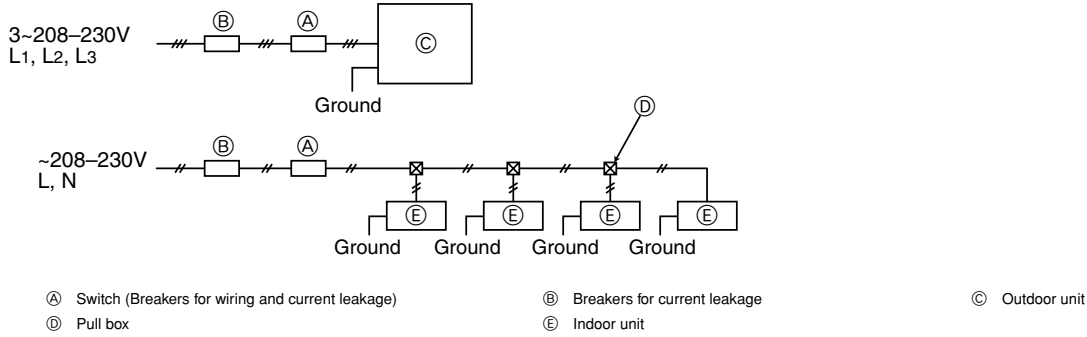 Ⓑ Ⓐ
3~208–230V
L1, L2, L3
Ⓒ
Ground
Ⓓ
Ⓑ Ⓐ
~208–230V
L, N
Ⓔ Ⓔ Ⓔ Ⓔ
Ground Ground Ground Ground
Ⓐ Switch (Breakers for wiring and current leakage) Ⓑ Breakers for current leakage Ⓒ Outdoor unit
Ⓓ Pull box Ⓔ Indoor unit